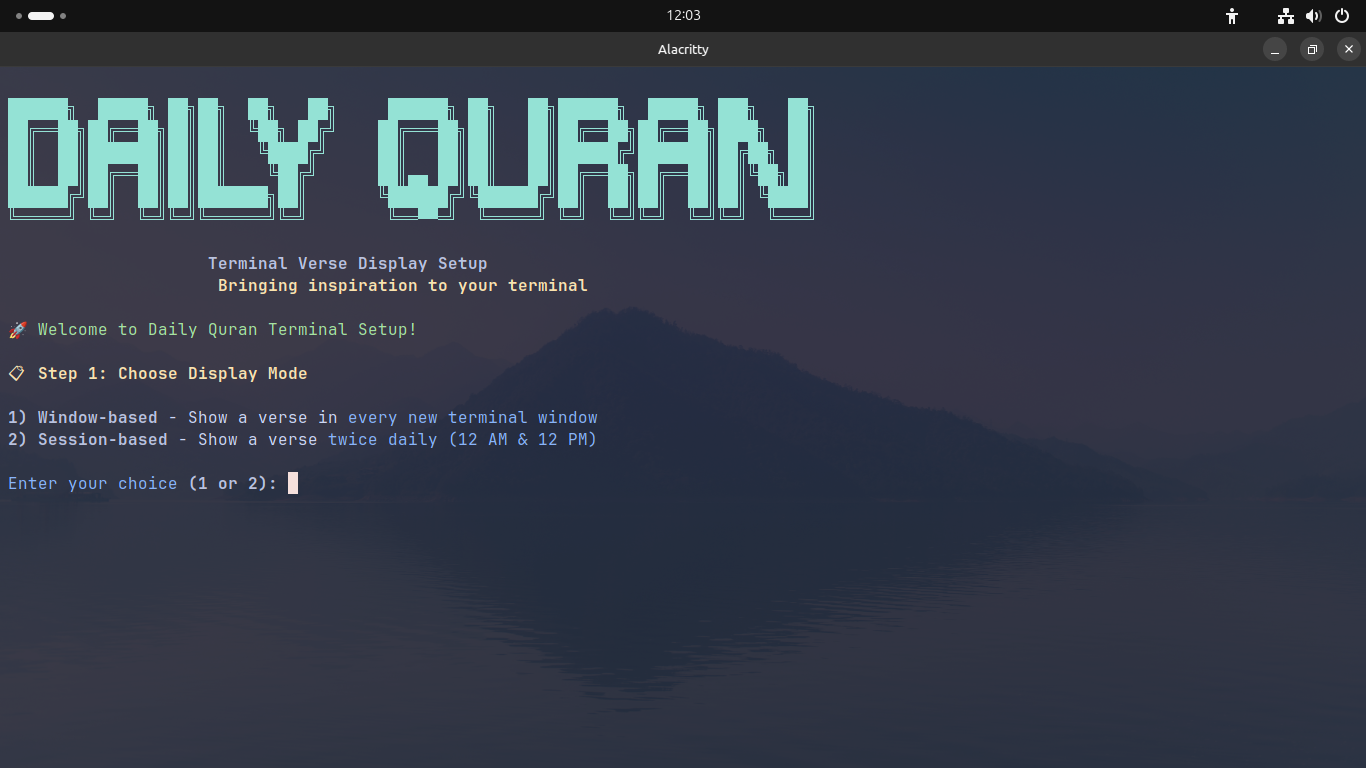 12:03
Alacritty
DAILY QURAN
Terminal Verse Display Setup
Bringing inspiration to your terminal
🚀 Welcome to Daily Quran Terminal Setup!
📋 Step 1: Choose Display Mode
1) Window-based - Show a verse in every new terminal window
2) Session-based - Show a verse twice daily (12 AM & 12 PM)
Enter your choice (1 or 2):